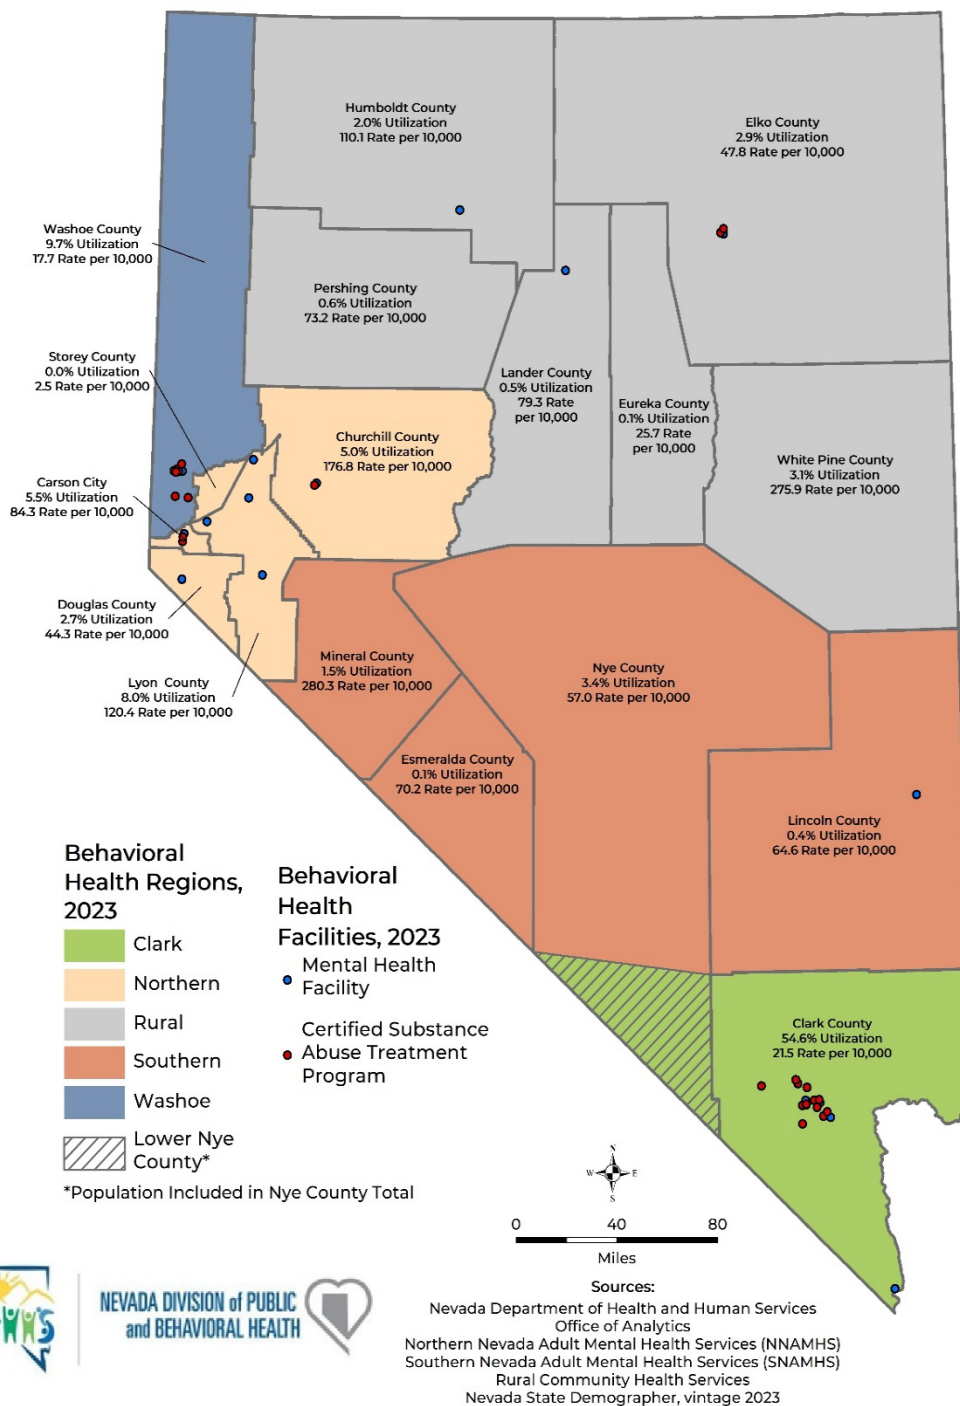 Humboldt County
2.0% Utilization
110.1 Rate per 10,000
Elko County
2.9% Utilization
47.8 Rate per 10,000
Washoe County
9.7% Utilization
17.7 Rate per 10,000
Pershing County
0.6% Utilization
73.2 Rate per 10,000
Storey County
0.0% Utilization
2.5 Rate per 10,000
Lander County
0.5% Utilization
79.3 Rate
per 10,000
Eureka County
0.1% Utilization
25.7 Rate
per 10,000
Churchill County
5.0% Utilization
176.8 Rate per 10,000
White Pine County
3.1% Utilization
275.9 Rate per 10,000
Carson City
5.5% Utilization
84.3 Rate per 10,000
Douglas County
2.7% Utilization
44.3 Rate per 10,000
Lyon County
8.0% Utilization
120.4 Rate per 10,000
Mineral County
1.5% Utilization
280.3 Rate per 10,000
Nye County
3.4% Utilization
57.0 Rate per 10,000
Esmeralda County
0.1% Utilization
70.2 Rate per 10,000
Lincoln County
0.4% Utilization
64.6 Rate per 10,000
Clark County
54.6% Utilization
21.5 Rate per 10,000
Behavioral
Health Regions,
2023
Clark
Northern
Rural
Southern
Washoe
Lower Nye
County*
*Population Included in Nye County Total
Behavioral
Health
Facilities, 2023
Mental Health
Facility
Certified Substance
Abuse Treatment
Program
N
W E
S
0 40 80
Miles
NEVADA DIVISION of PUBLIC
and BEHAVIORAL HEALTH
Sources:
Nevada Department of Health and Human Services
Office of Analytics
Northern Nevada Adult Mental Health Services (NNAMHS)
Southern Nevada Adult Mental Health Services (SNAMHS)
Rural Community Health Services
Nevada State Demographer, vintage 2023